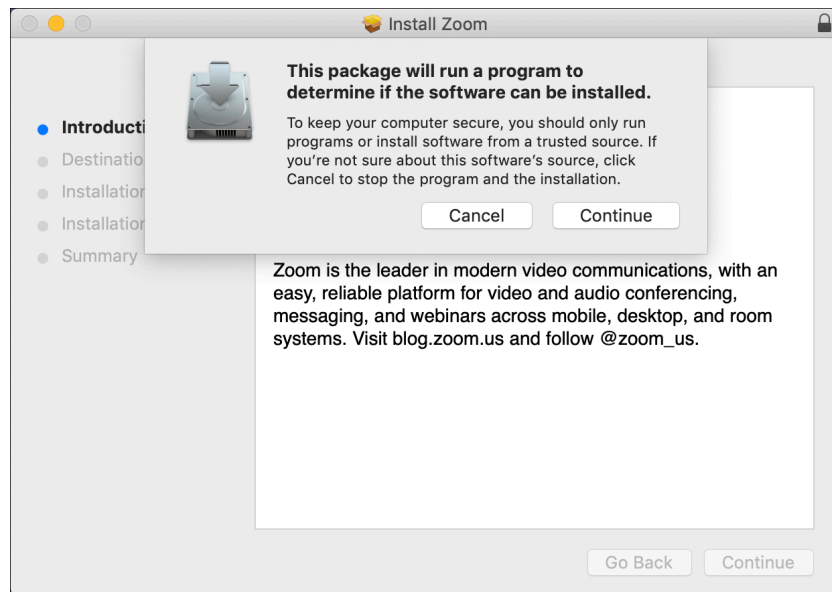 Install Zoom
This package will run a program to
determine if the software can be installed.
To keep your computer secure, you should only run
programs or install software from a trusted source. If
you’re not sure about this software’s source, click
Cancel to stop the program and the installation.
Cancel
Continue
Introducti
Destinatio
Installation
Installation
Summary
Zoom is the leader in modern video communications, with an
easy, reliable platform for video and audio conferencing,
messaging, and webinars across mobile, desktop, and room
systems. Visit blog.zoom.us and follow @zoom_us.
Go Back
Continue